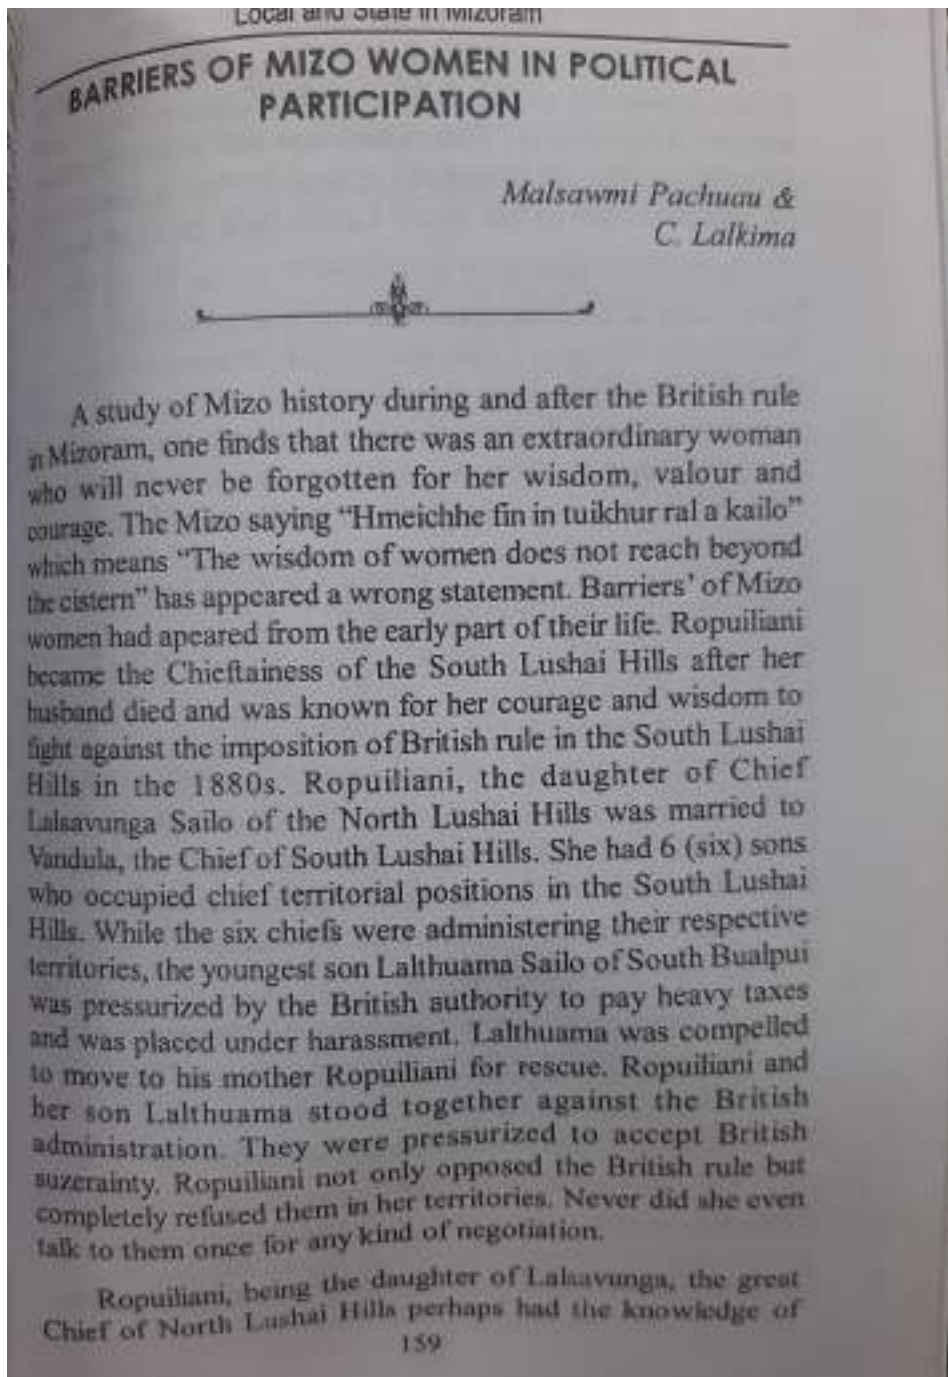 Local and State in Mizoram
BARRIERS OF MIZO WOMEN IN POLITICAL
PARTICIPATION
Malsawmi Pachuau &
C. Lalkima
A study of Mizo history during and after the British rule
in Mizoram, one finds that there was an extraordinary woman
who will never be forgotten for her wisdom, valour and
courage. The Mizo saying “Hmeichhe fin in tuikhur ral a kailo”
which means “The wisdom of women does not reach beyond
the cistern” has appeared a wrong statement. Barriers’ of Mizo
women had apeared from the early part of their life. Ropuiliani
became the Chieftainess of the South Lushai Hills after her
husband died and was known for her courage and wisdom to
fight against the imposition of British rule in the South Lushai
Hills in the 1880s. Ropuiliani, the daughter of Chief
Lalsavunga Sailo of the North Lushai Hills was married to
Vandula, the Chief of South Lushai Hills. She had 6 (six) sons
who occupied chief territorial positions in the South Lushai
Hills. While the six chiefs were administering their respective
territories, the youngest son Lalthuama Sailo of South Bualpui
was pressurized by the British authority to pay heavy taxes
and was placed under harassment. Lalthuama was compelled
to move to his mother Ropuiliani for rescue. Ropuiliani and
her son Lalthuama stood together against the British
administration. They were pressurized to accept British
suzerainty. Ropuiliani not only opposed the British rule but
completely refused them in her territories. Never did she even
talk to them once for any kind of negotiation.
Ropuiliani, being the daughter of Lalsavunga, the great
Chief of North Lushai Hills perhaps had the knowledge of
159